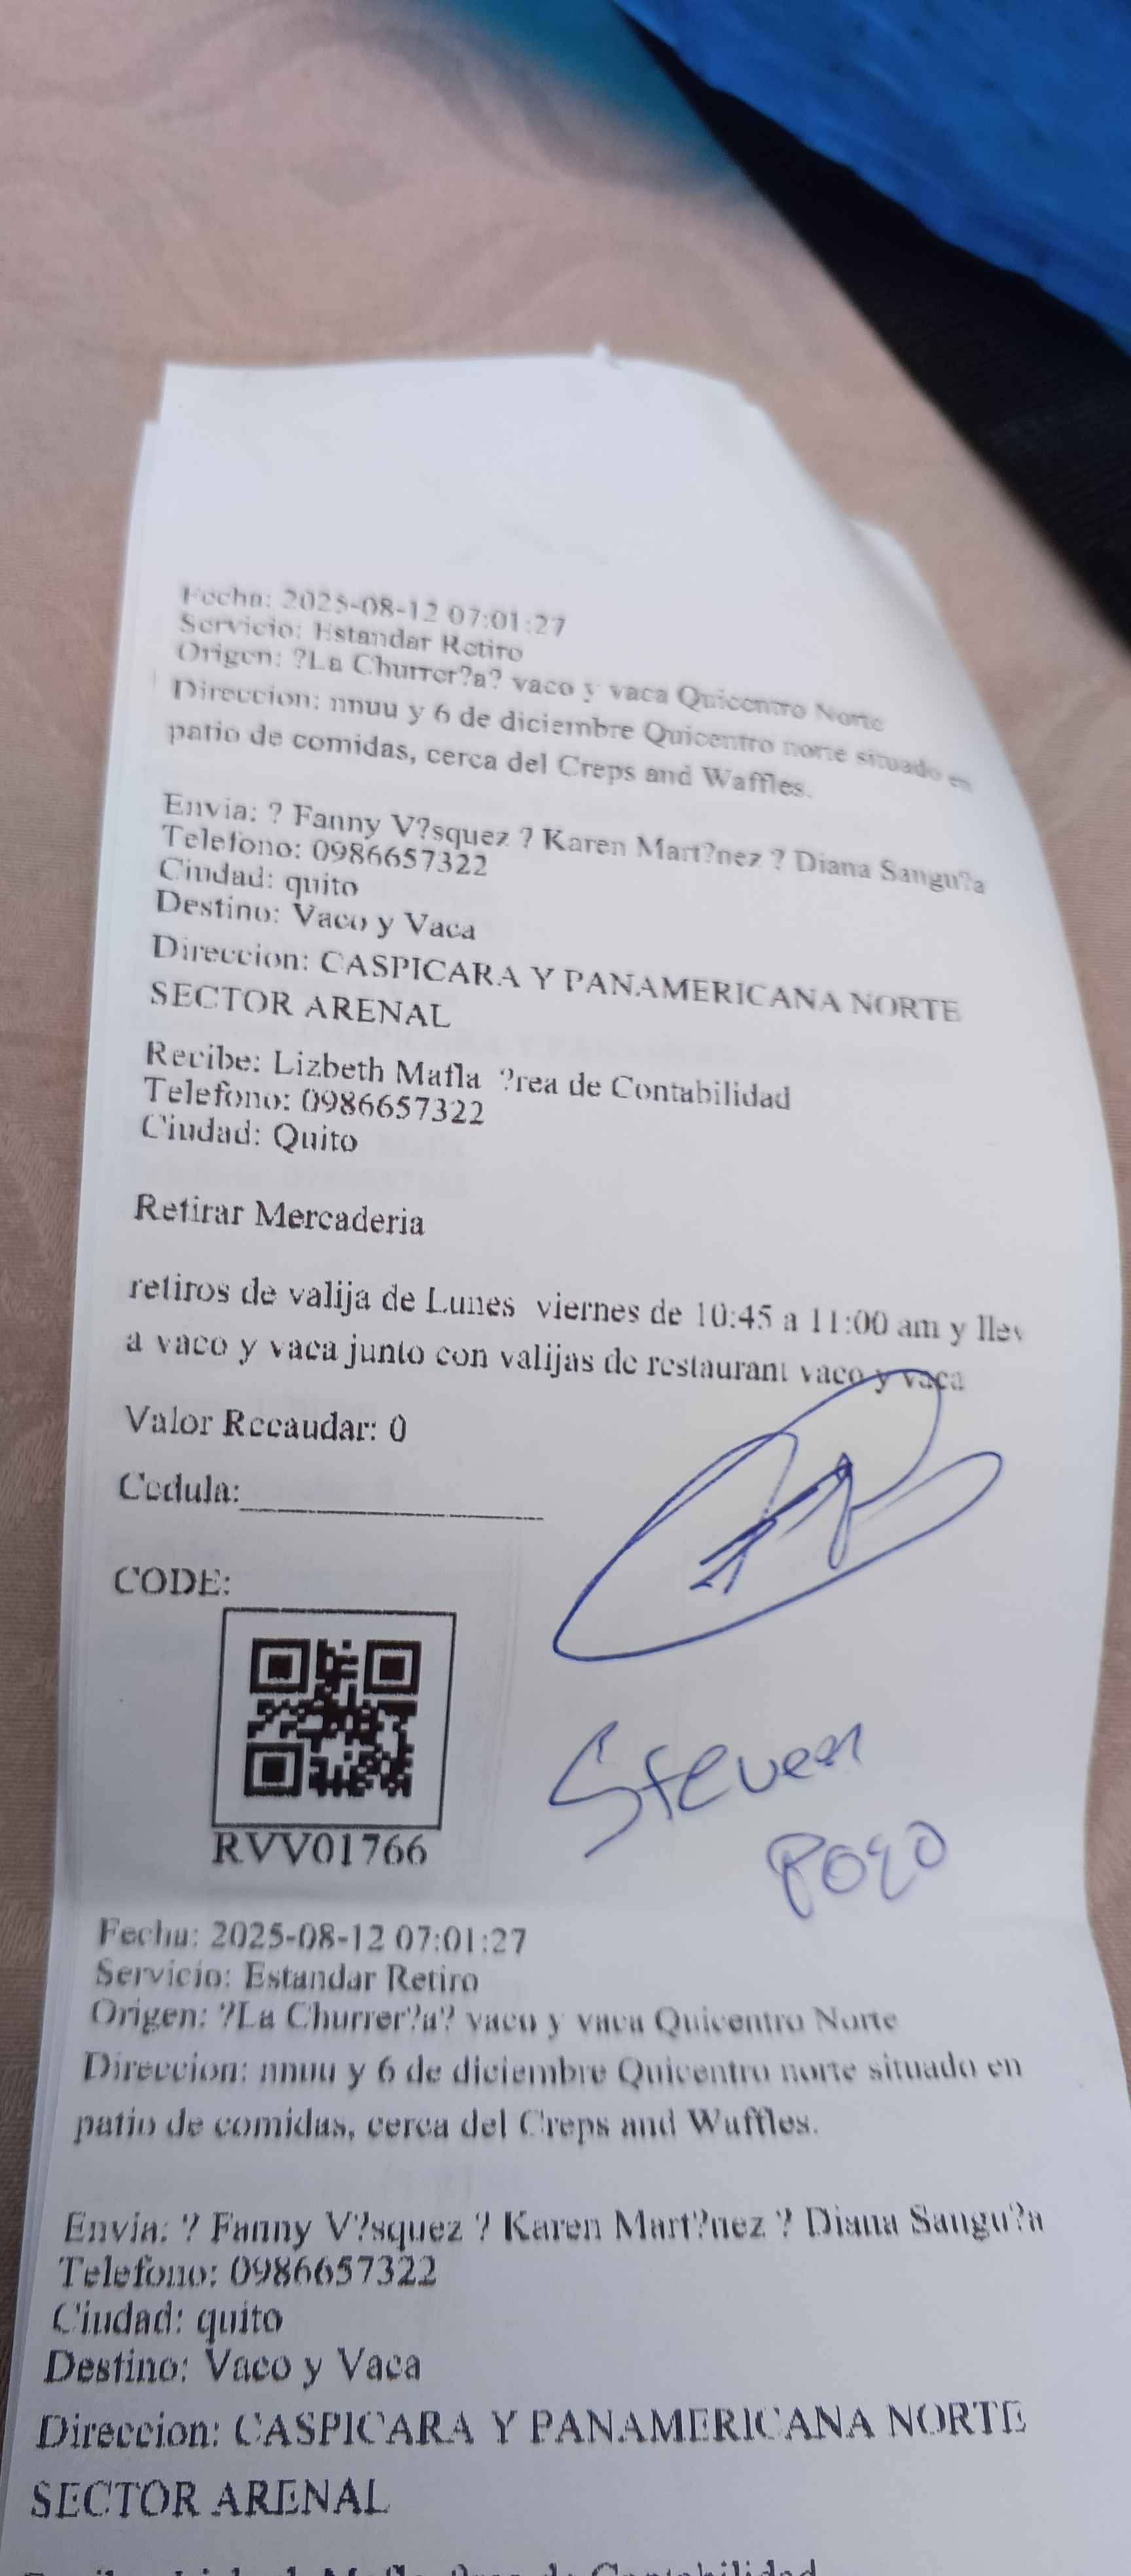 Fecha: 2025-08-12 07:01:27
Servicio: Estandar Retiro
Origen: ?La Churrer?a? vaco y vaca Quicentro Norte
Direccion: nnuu y 6 de diciembre Quicentro norte situado en
patio de comidas, cerca del Creps and Waffles.
Envia: ? Fanny V?squez ? Karen Mart?nez ? Diana Sangu?a
Telefono: 0986657322
Ciudad: quito
Destino: Vaco y Vaca
Direccion: CASPICARA Y PANAMERICANA NORTE
SECTOR ARENAL
Recibe: Lizbeth Mafla ?rea de Contabilidad
Telefono: 0986657322
Ciudad: Quito
Retirar Mercaderia
retiros de valija de Lunes viernes de 10:45 a 11:00 am y llev
a vaco y vaca junto con valijas de restaurant vaco y vaca
Valor Recaudar: 0
Cedula:
CODE:
RVV01766
Steven
Pozo
Fecha: 2025-08-12 07:01:27
Servicio: Estandar Retiro
Origen: ?La Churrer?a? vaco y vaca Quicentro Norte
Direccion: nnuu y 6 de diciembre Quicentro norte situado en
patio de comidas, cerca del Creps and Waffles.
Envia: ? Fanny V?squez ? Karen Mart?nez ? Diana Sangu?a
Telefono: 0986657322
Ciudad: quito
Destino: Vaco y Vaca
Direccion: CASPICARA Y PANAMERICANA NORTE
SECTOR ARENAL